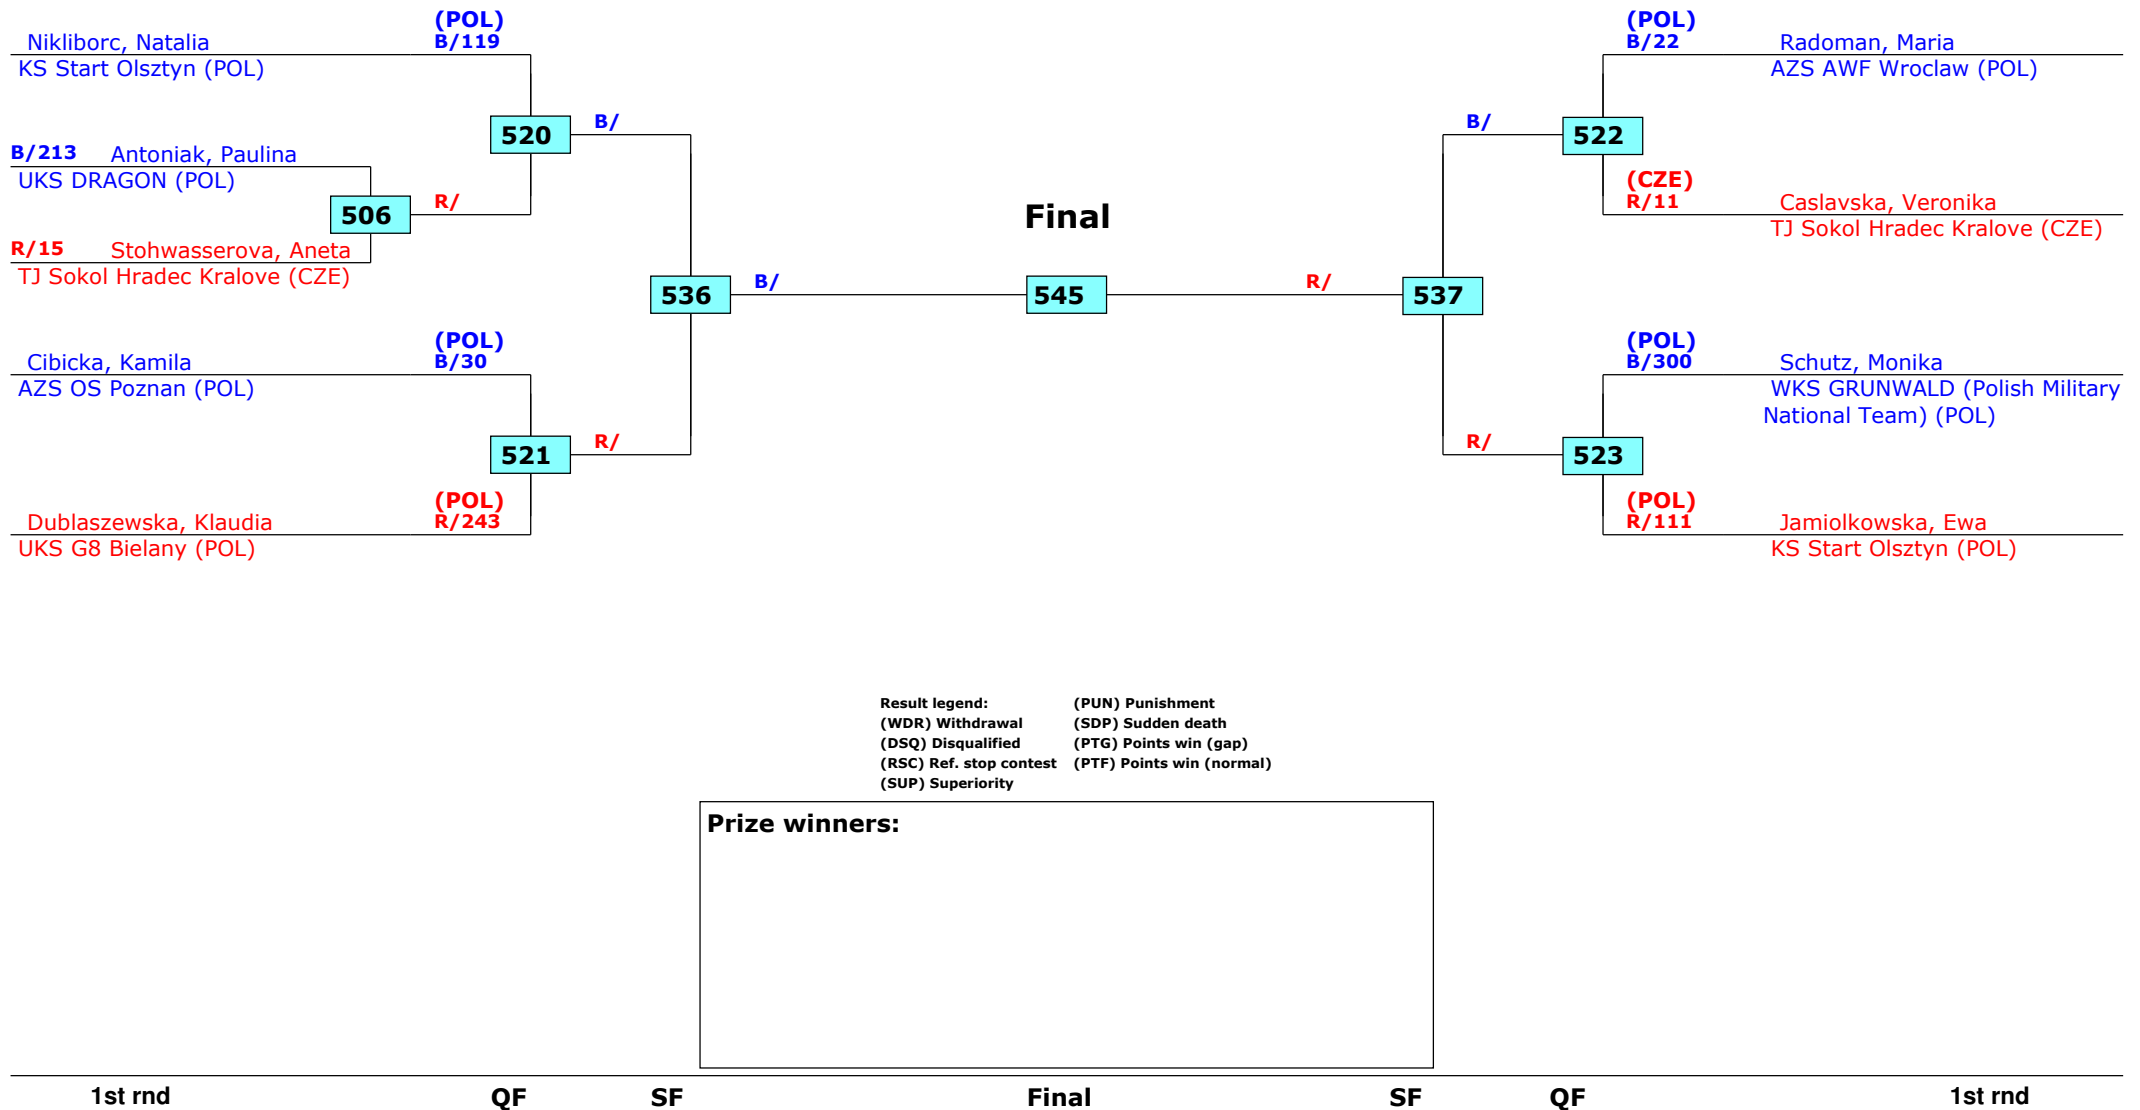 (POL)
Nikliborc, Natalia B/119
KS Start Olsztyn (POL)
520
B/
B/213 Antoniak, Paulina
UKS DRAGON (POL)
506
R/
R/15 Stohwasserova, Aneta
TJ Sokol Hradec Kralove (CZE)
536
B/
(POL)
Cibicka, Kamila B/30
AZS OS Poznan (POL)
521
R/
(POL)
Dublaszewska, Klaudia R/243
UKS G8 Bielany (POL)
Final
545
(POL)
B/22 Radoman, Maria
AZS AWF Wroclaw (POL)
B/
522
(CZE)
R/11 Caslavska, Veronika
TJ Sokol Hradec Kralove (CZE)
R/
537
(POL)
B/300 Schutz, Monika
WKS GRUNWALD (Polish Military
National Team) (POL)
R/
523
(POL)
R/111 Jamiolkowska, Ewa
KS Start Olsztyn (POL)
Result legend: (PUN) Punishment
(WDR) Withdrawal (SDP) Sudden death
(DSQ) Disqualified (PTG) Points win (gap)
(RSC) Ref. stop contest (PTF) Points win (normal)
(SUP) Superiority
Prize winners:
1st rnd QF SF Final SF QF 1st rnd